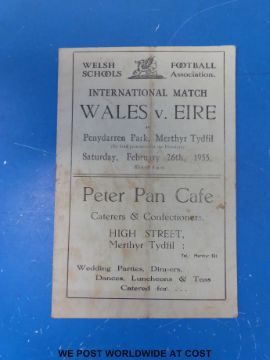 WELSH FOOTBALL
SCHOOLS Association.
INTERNATIONAL MATCH
WALES v. EIRE
at
Penydarren Park, Merthyr Tydfil
Saturday, February 26th, 1955.
Peter Pan Cafe
Caterers & Confectioners,
HIGH STREET,
Merthyr Tydfil :
Wedding Parties, Dinners,
Dances, Luncheons & Teas
Catered for . . .
WE POST WORLDWIDE AT COST